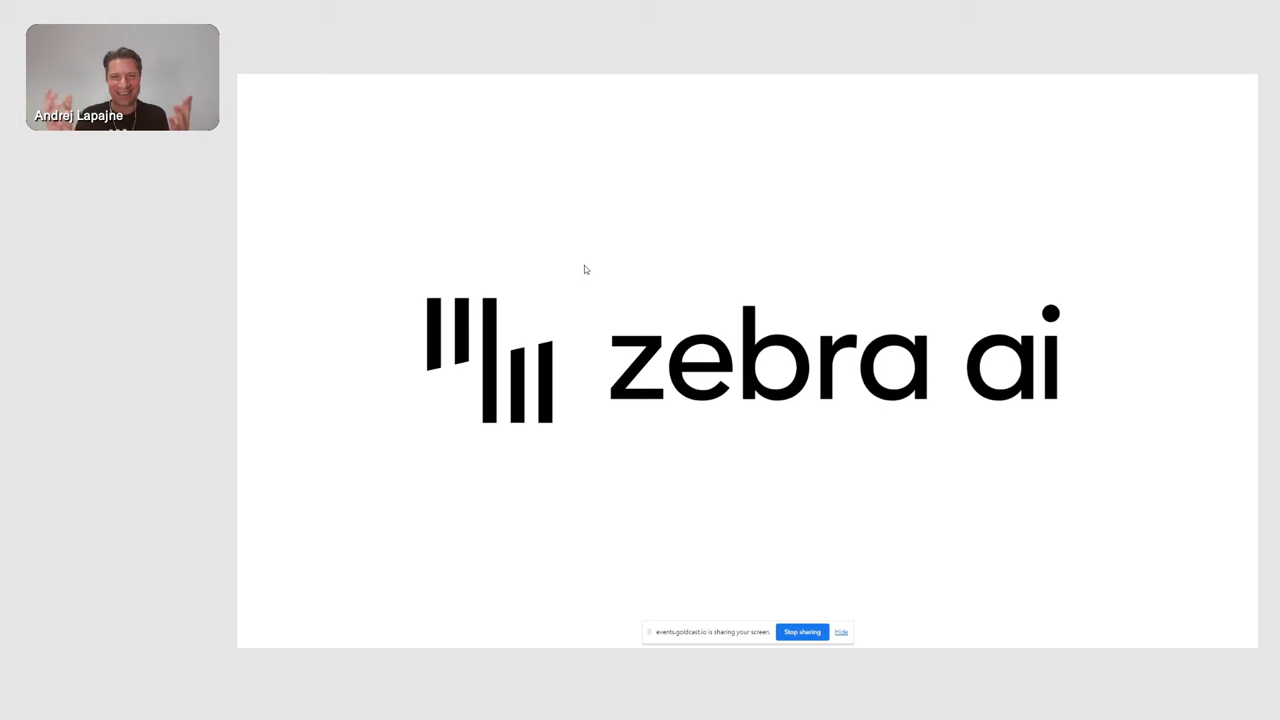 Andrej Lapajne
zebra ai
events.goldcast.io is sharing your screen. Stop sharing Hide